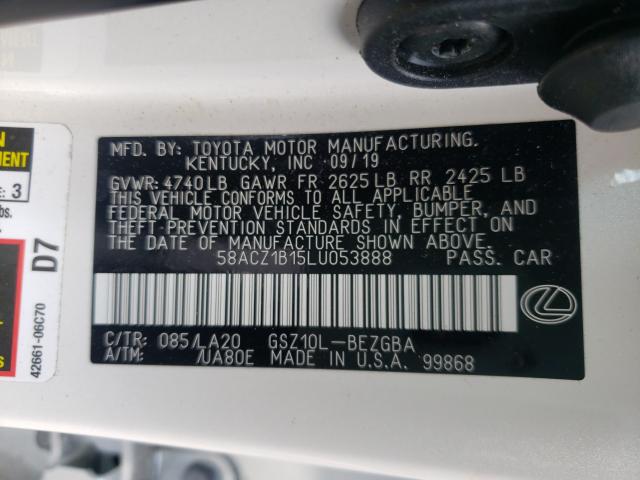 MFD. BY: TOYOTA MOTOR MANUFACTURING.
KENTUCKY, INC 09/19
GVWR: 4740 LB GAWR FR 2625 LB RR 2425 LB
THIS VEHICLE CONFORMS TO ALL APPLICABLE
FEDERAL MOTOR VEHICLE SAFETY, BUMPER, AND
THEFT PREVENTION STANDARDS IN EFFECT ON
THE DATE OF MANUFACTURE SHOWN ABOVE.
58ACZ1B15LU053888 PASS. CAR
C/TR: 085/LA20 GSZ10L-BEZGBA
A/TM: /UA80E MADE IN U.S.A. 99868
3
D7
42661-06C70